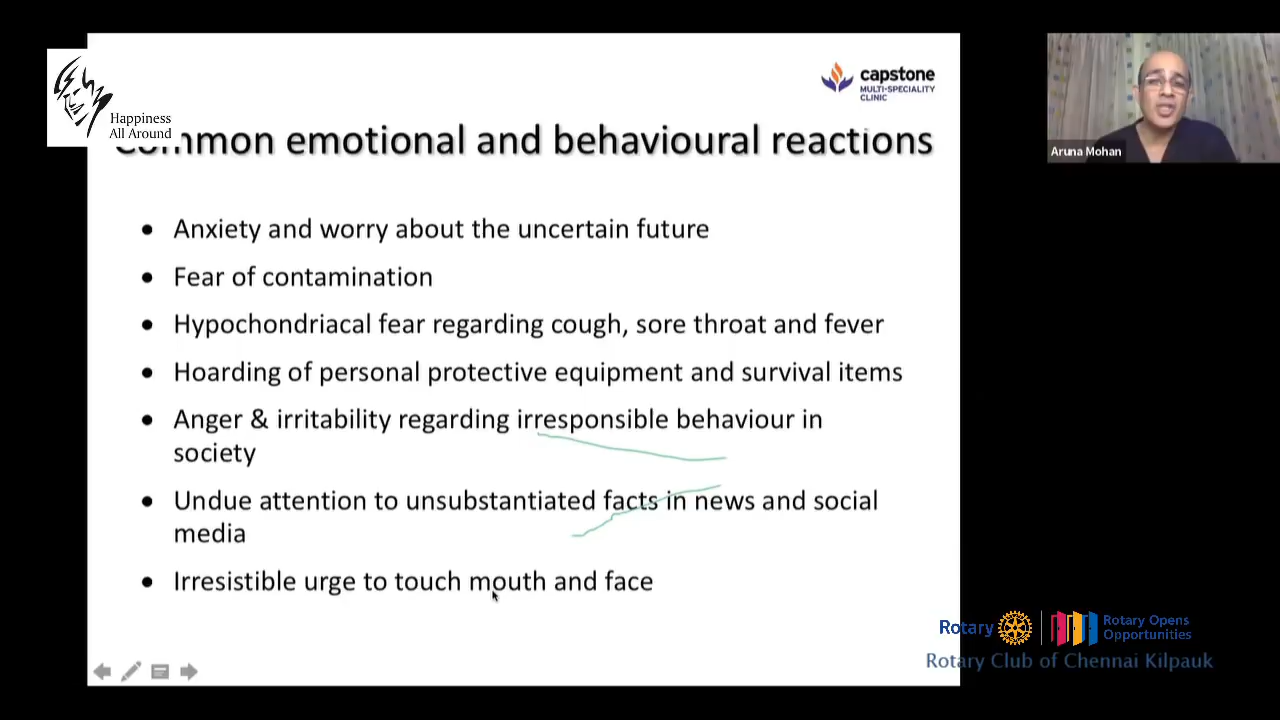 capstone
MULTI-SPECIALITY
CLINIC
Happiness
All Around
Common emotional and behavioural reactions
Aruna Mohan
• Anxiety and worry about the uncertain future
• Fear of contamination
• Hypochondriacal fear regarding cough, sore throat and fever
• Hoarding of personal protective equipment and survival items
• Anger & irritability regarding irresponsible behaviour in
society
• Undue attention to unsubstantiated facts in news and social
media
• Irresistible urge to touch mouth and face
Rotary
Rotary Opens
Opportunities
Rotary Club of Chennai Kilpauk